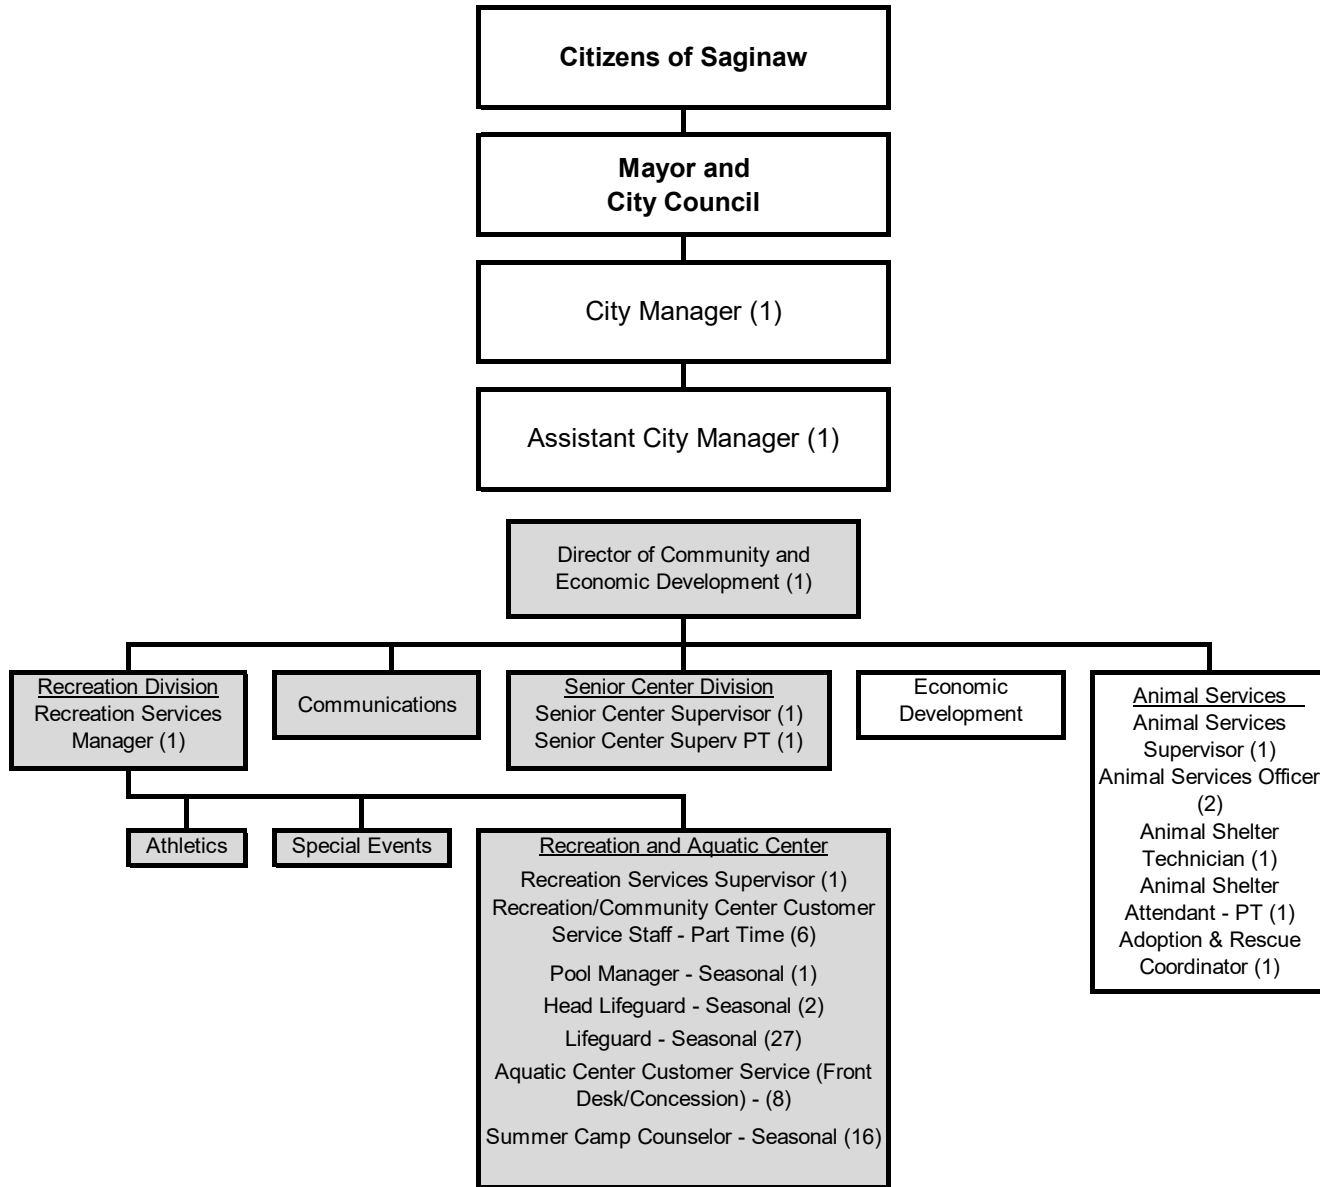 Citizens of Saginaw
Mayor and
City Council
City Manager (1)
Assistant City Manager (1)
Director of Community and
Economic Development (1)
Recreation Division
Recreation Services
Manager (1)
Communications
Senior Center Division
Senior Center Supervisor (1)
Senior Center Superv PT (1)
Economic
Development
Animal Services
Animal Services
Supervisor (1)
Animal Services Officer
(2)
Animal Shelter
Technician (1)
Animal Shelter
Attendant - PT (1)
Adoption & Rescue
Coordinator (1)
Athletics
Special Events
Recreation and Aquatic Center
Recreation Services Supervisor (1)
Recreation/Community Center Customer
Service Staff - Part Time (6)
Pool Manager - Seasonal (1)
Head Lifeguard - Seasonal (2)
Lifeguard - Seasonal (27)
Aquatic Center Customer Service (Front
Desk/Concession) - (8)
Summer Camp Counselor - Seasonal (16)